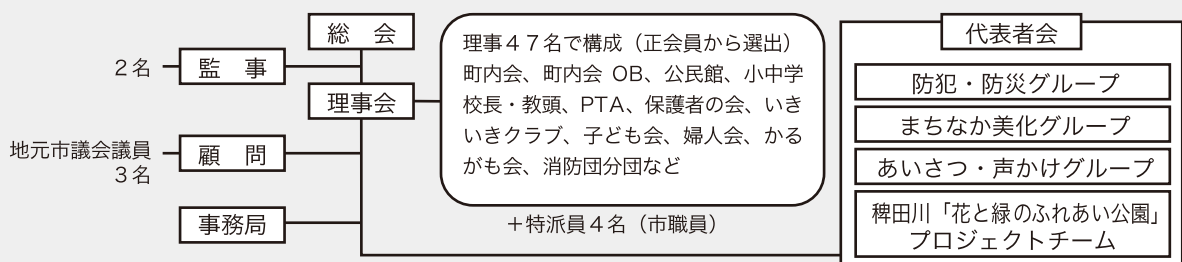 総　会
2名
監　事
理事会
地元市議会議員
3名
顧　問
事務局
理事４７名で構成（正会員から選出）
町内会、町内会 OB、公民館、小中学
校長・教頭、PTA、保護者の会、いき
いきクラブ、子ども会、婦人会、かる
がも会、消防団分団など
＋特派員４名（市職員）
代表者会
防犯・防災グループ
まちなか美化グループ
あいさつ・声かけグループ
稗田川「花と緑のふれあい公園」
プロジェクトチーム